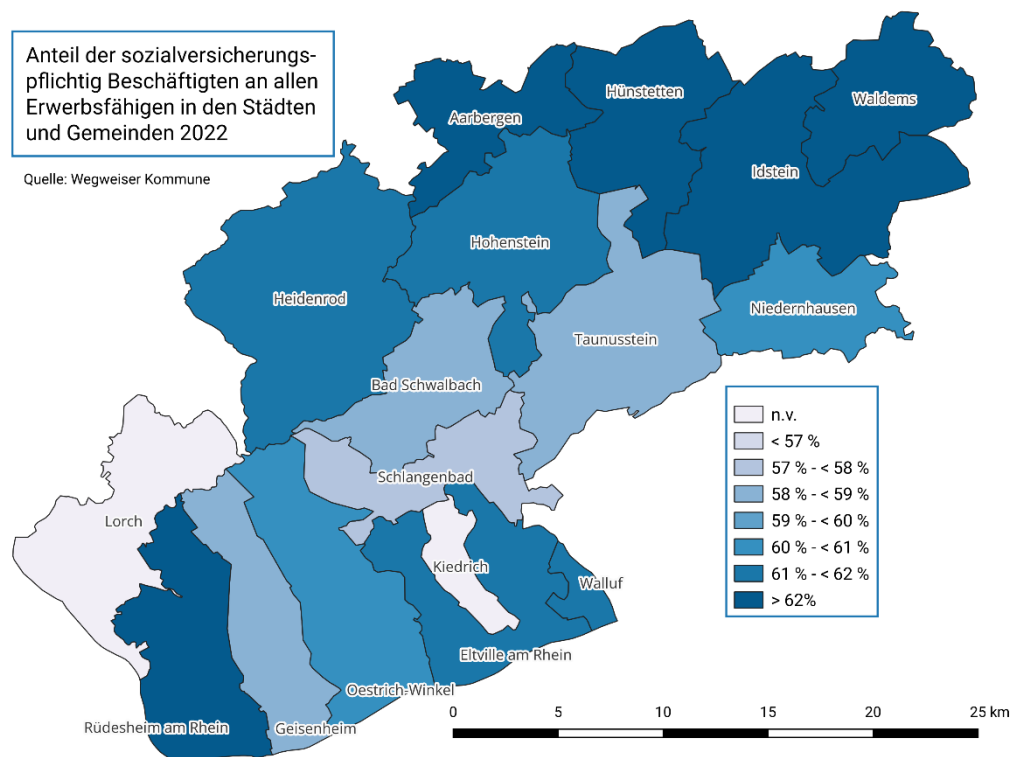 Anteil der sozialversicherungs-
pflichtig Beschäftigten an allen
Erwerbsfähigen in den Städten
und Gemeinden 2022
Quelle: Wegweiser Kommune
Hünstetten
Waldems
Aarbergen
Idstein
Hohenstein
Heidenrod
Niedernhausen
Taunusstein
Bad Schwalbach
Schlangenbad
Lorch
Kiedrich
Walluf
Eltville am Rhein
Oestrich-Winkel
Rüdesheim am Rhein
Geisenheim
n.v.
< 57 %
57 % - < 58 %
58 % - < 59 %
59 % - < 60 %
60 % - < 61 %
61 % - < 62 %
> 62%
0 5 10 15 20 25 km